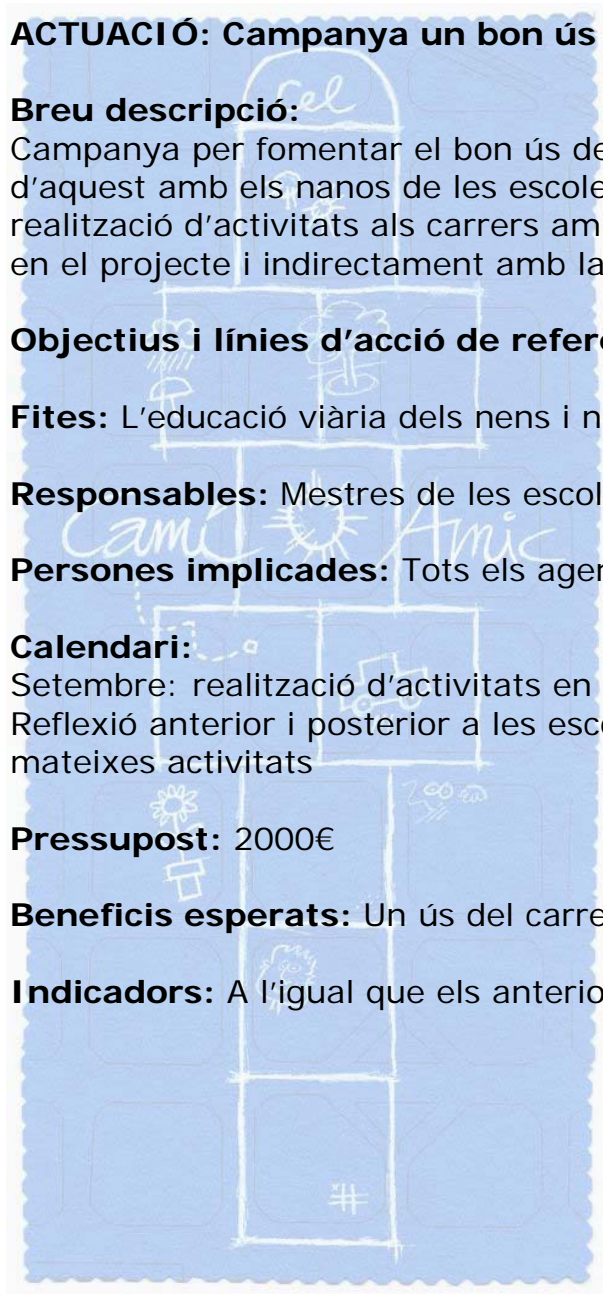 ACTUACIÓ: Campanya un bon ús
Cel
Breu descripció:
Campanya per fomentar el bon ús de
d'aquest amb els nanos de les escole
realització d'activitats als carrers am
en el projecte i indirectament amb la
Objectius i línies d'acció de refer
Fites: L'educació viària dels nens i n
Responsables: Mestres de les escol
Camí Amic
Persones implicades: Tots els age
Calendari:
Setembre: realització d'activitats en
Reflexió anterior i posterior a les esc
mateixes activitats
Pressupost: 2000€
Beneficis esperats: Un ús del carre
Indicadors: A l'igual que els anterio